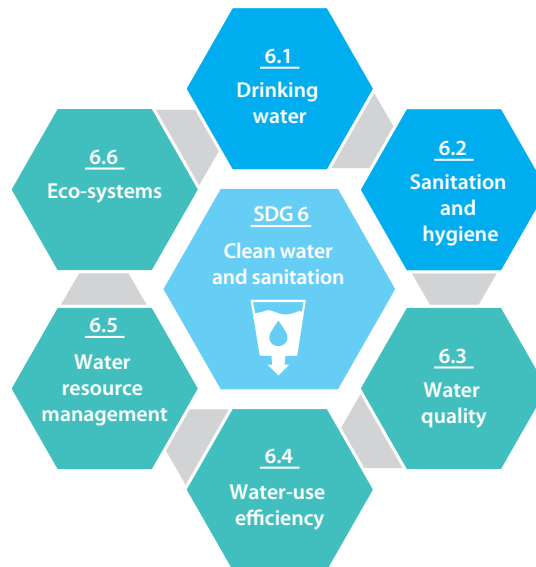 6.1
Drinking
water
6.2
Sanitation
and
hygiene
6.3
Water
quality
6.4
Water-use
efficiency
6.5
Water
resource
management
6.6
Eco-systems
SDG 6
Clean water
and sanitation